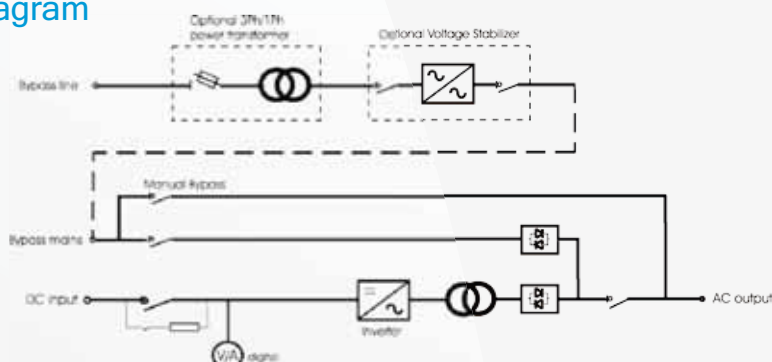 agram
Optional 3Ph/1Ph
power transformer
Optional Voltage Stabilizer
Bypass line
Manual Bypass
Bypass mains
DC input
AC output
Inverter
V/A digital